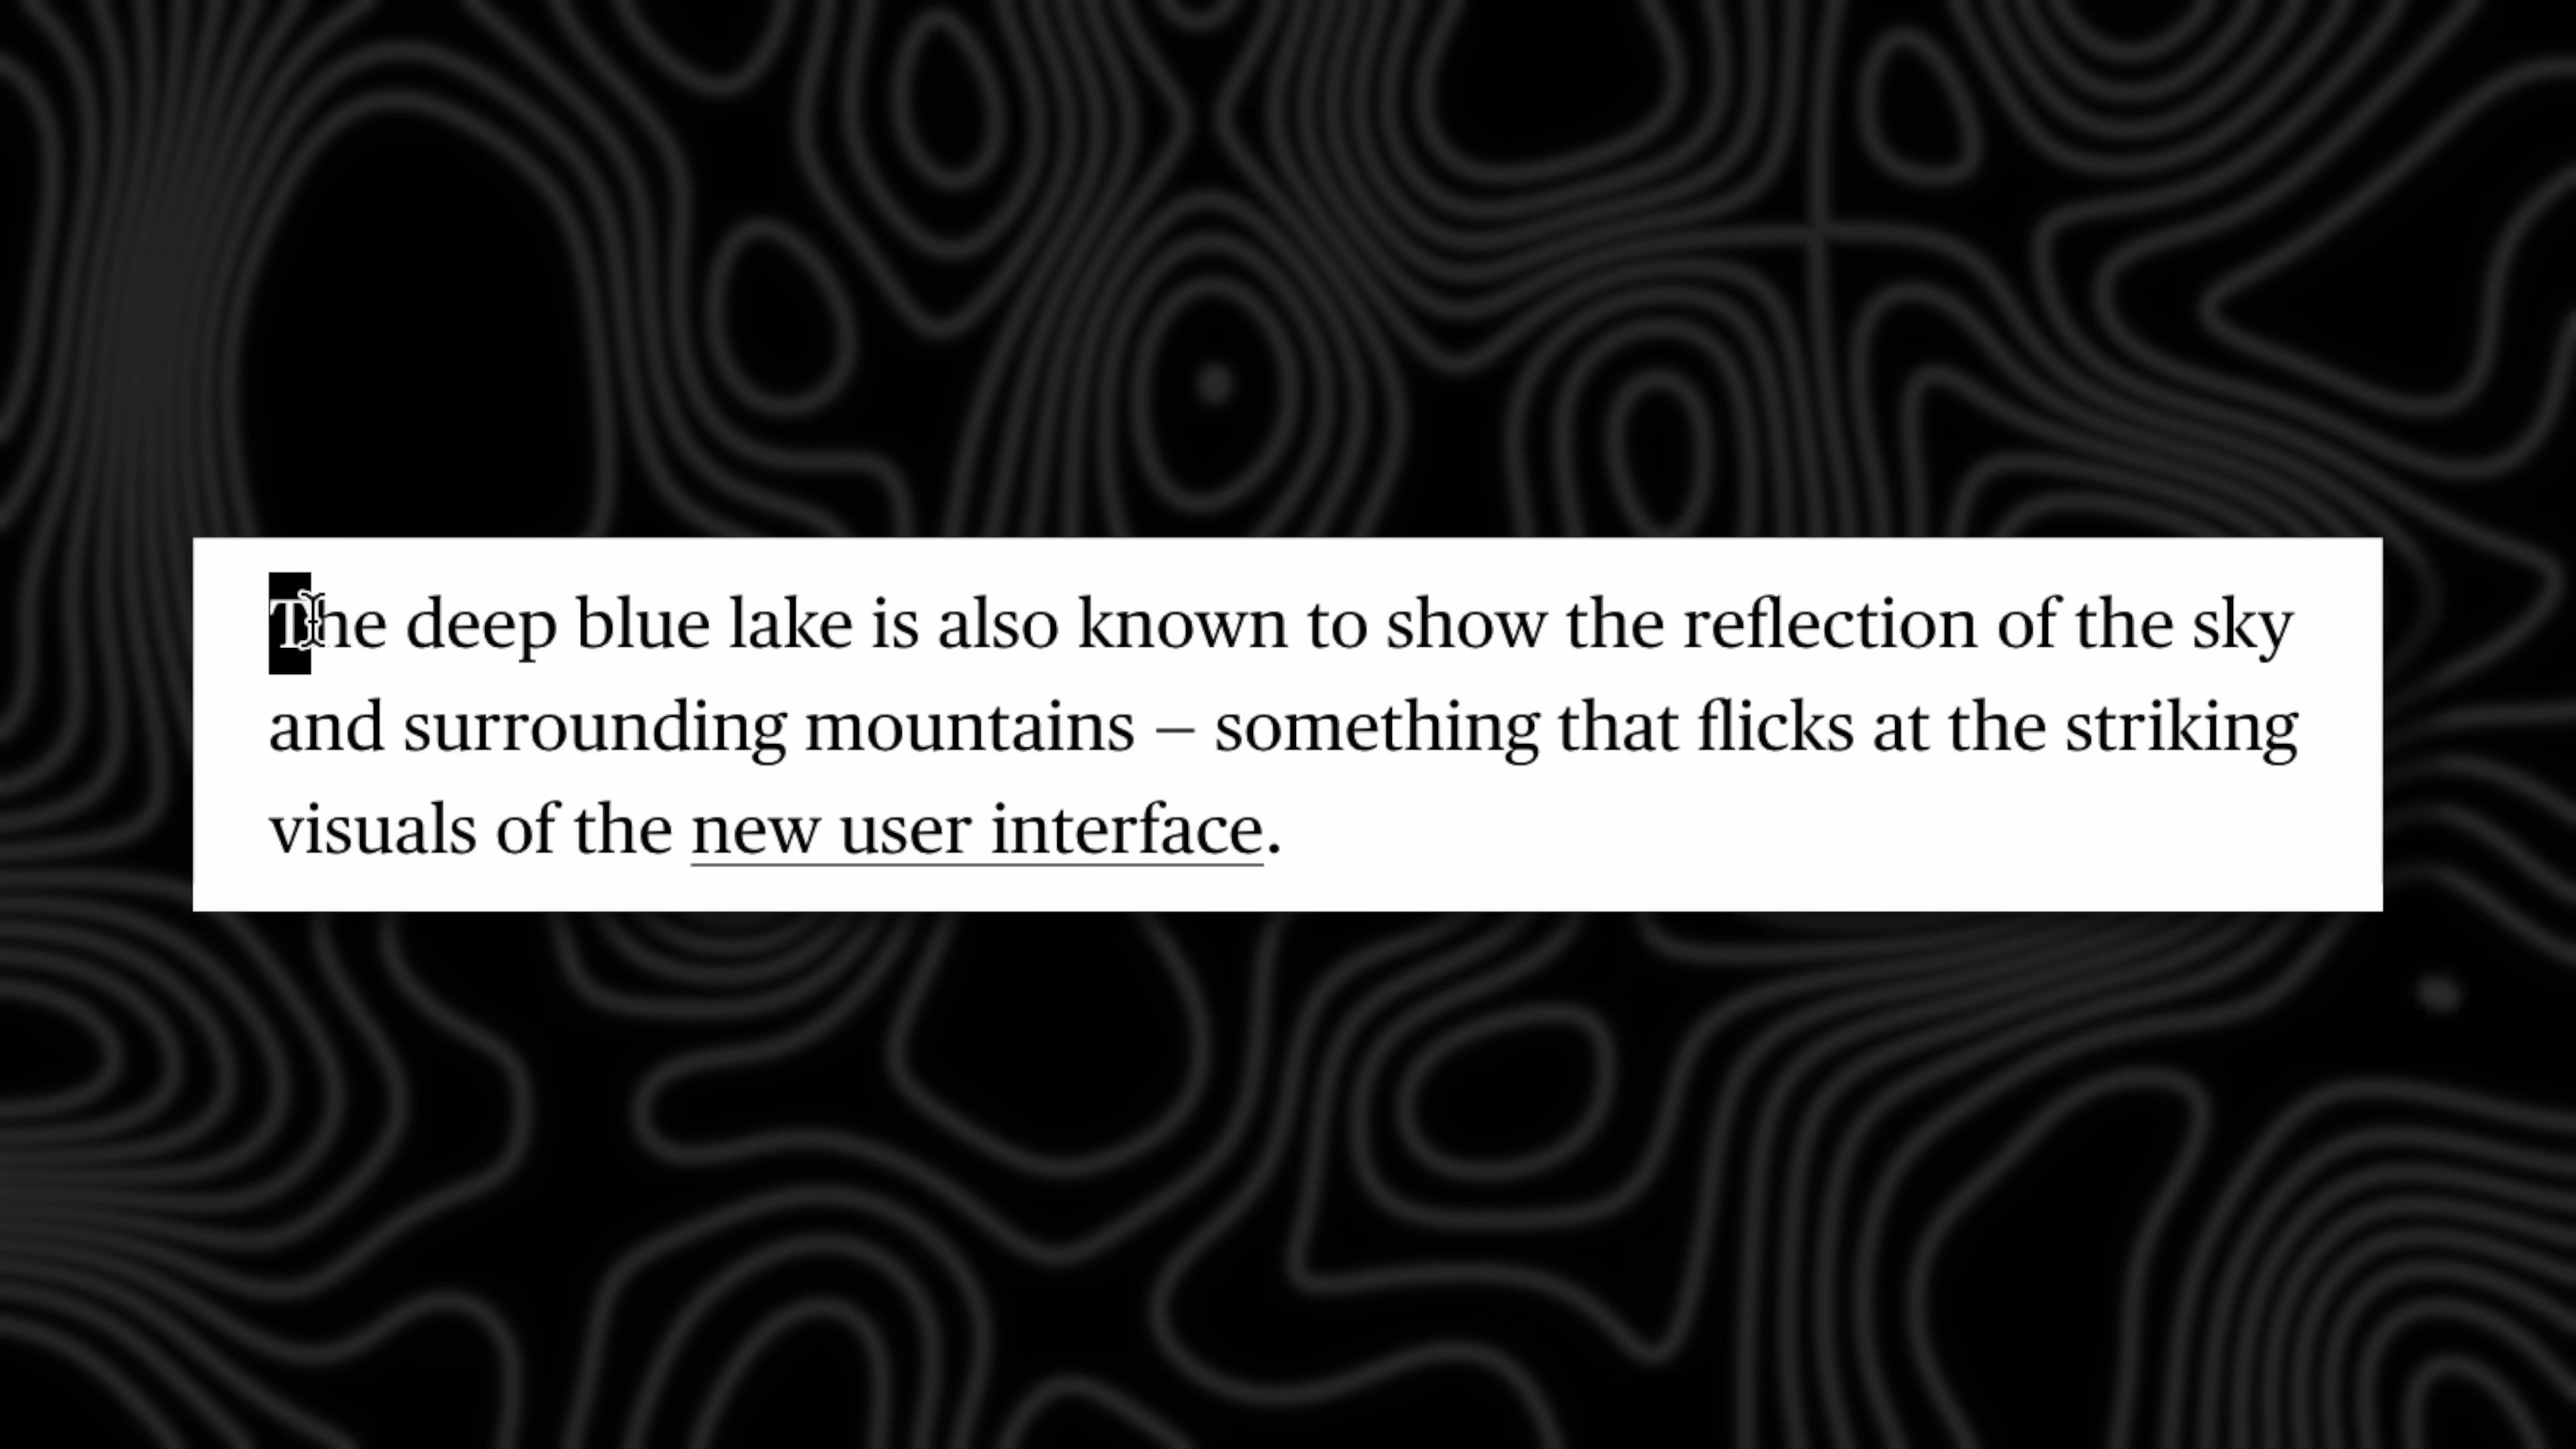 The deep blue lake is also known to show the reflection of the sky
and surrounding mountains – something that flicks at the striking
visuals of the new user interface.